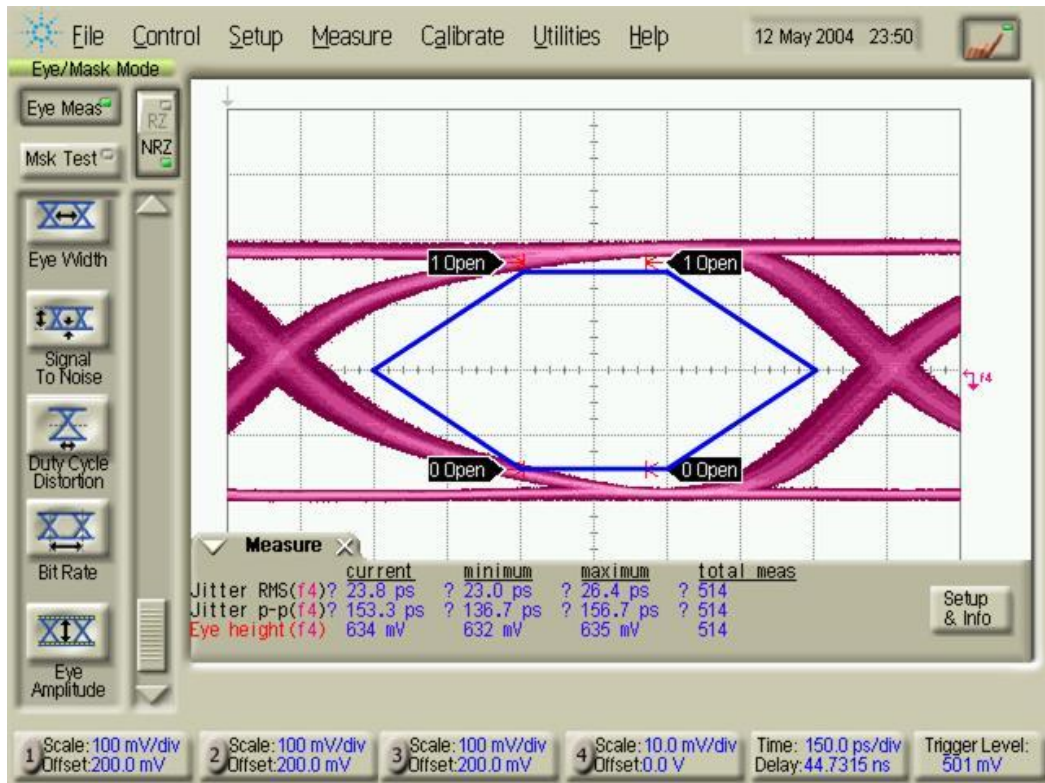 File Control Setup Measure Calibrate Utilities Help 12 May 2004 23:50
Eye/Mask Mode
Eye Meas
RZ
NRZ
Msk Test
Eye Width
Signal
To Noise
Duty Cycle
Distortion
Bit Rate
Eye
Amplitude
1 Open 1 Open
f4
0 Open 0 Open
Measure
current minimum maximum total meas
Jitter RMS(f4)? 23.8 ps ? 23.0 ps ? 26.4 ps ? 514
Jitter p-p(f4)? 153.3 ps ? 136.7 ps ? 156.7 ps ? 514
Eye height(f4) 634 mV 632 mV 635 mV 514
Setup
& Info
1 Scale: 100 mV/div
Offset:200.0 mV
2 Scale: 100 mV/div
Offset:200.0 mV
3 Scale: 100 mV/div
Offset:200.0 mV
4 Scale: 10.0 mV/div
Offset:0.0 V
Time: 150.0 ps/div
Delay:44.7315 ns
Trigger Level:
501 mV